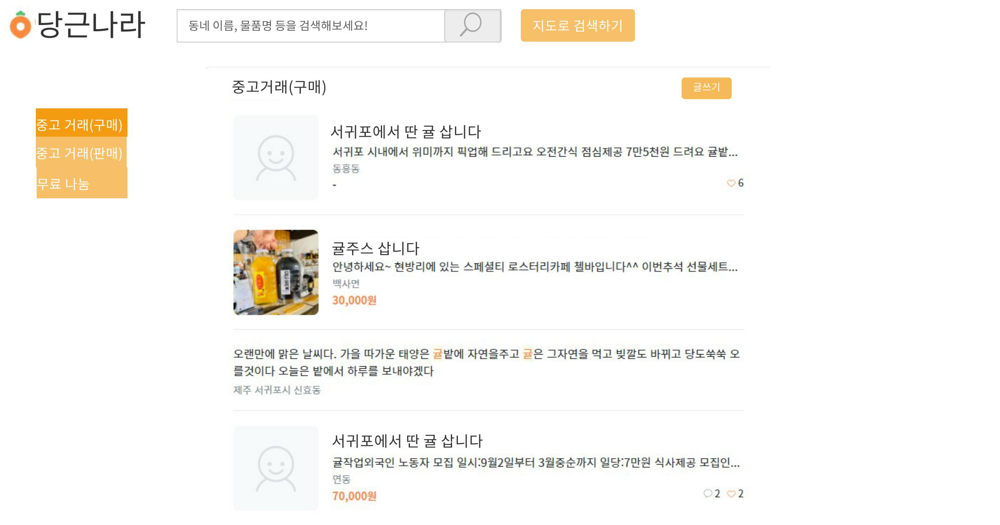 당근나라
동네 이름, 물품명 등을 검색해보세요!
지도로 검색하기
중고거래(구매)
글쓰기
중고 거래(구매)
중고 거래(판매)
무료 나눔
서귀포에서 딴 귤 삽니다
서귀포 시내에서 위미까지 픽업해 드리고요 오전간식 점심제공 7만5천원 드려요 귤밭...
동홍동
-
6
귤주스 삽니다
안녕하세요~ 현방리에 있는 스페셜티 로스터리카페 첼바입니다^^ 이번추석 선물세트...
백사면
30,000원
오랜만에 맑은 날씨다. 가을 따가운 태양은 귤밭에 자연을주고 귤은 그자연을 먹고 빛깔도 바뀌고 당도쑥쑥 오
를것이다 오늘은 밭에서 하루를 보내야겠다
제주 서귀포시 신효동
서귀포에서 딴 귤 삽니다
귤작업외국인 노동자 모집 일시:9월2일부터 3월중순까지 일당:7만원 식사제공 모집인...
연동
70,000원
2 2